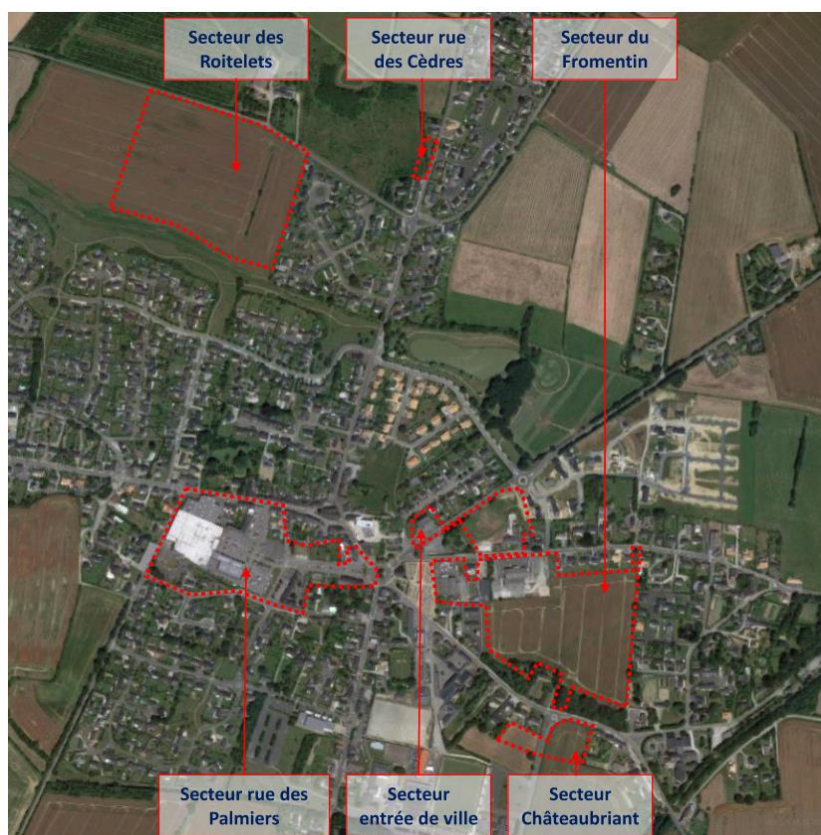 Secteur des
Roitelets
Secteur rue
des Cèdres
Secteur du
Fromentin
Secteur rue des
Palmiers
Secteur
entrée de ville
Secteur
Châteaubriant